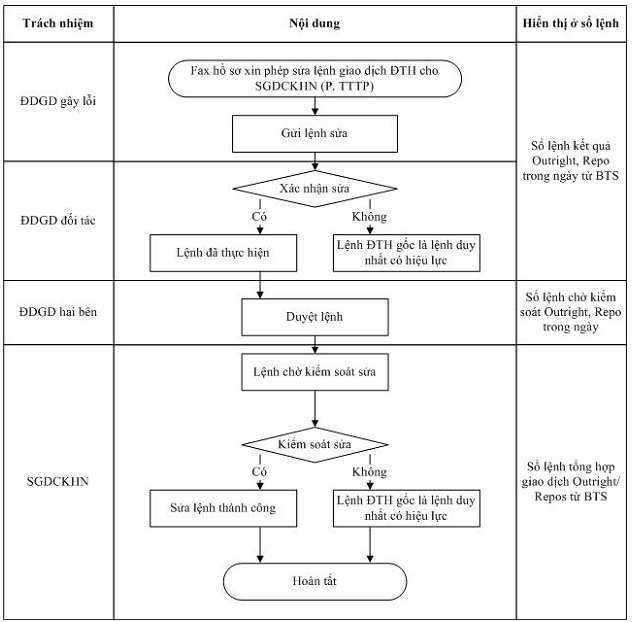 Trách nhiệm
Nội dung
Hiển thị ở sổ lệnh
ĐDGD gây lỗi
Fax hồ sơ xin phép sửa lệnh giao dịch ĐTH cho
SGDCKHN (P. TTTP)
Gửi lệnh sửa
Sổ lệnh kết quả
Outright, Repo
trong ngày từ BTS
ĐDGD đối tác
Xác nhận sửa
Có
Không
Lệnh đã thực hiện
Lệnh ĐTH gốc là lệnh duy
nhất có hiệu lực
ĐDGD hai bên
Duyệt lệnh
Sổ lệnh chờ kiểm
soát Outright, Repo
trong ngày
SGDCKHN
Lệnh chờ kiểm soát sửa
Kiểm soát sửa
Có
Không
Sửa lệnh thành công
Lệnh ĐTH gốc là lệnh duy
nhất có hiệu lực
Hoàn tất
Sổ lệnh tổng hợp
giao dịch Outright/
Repos từ BTS